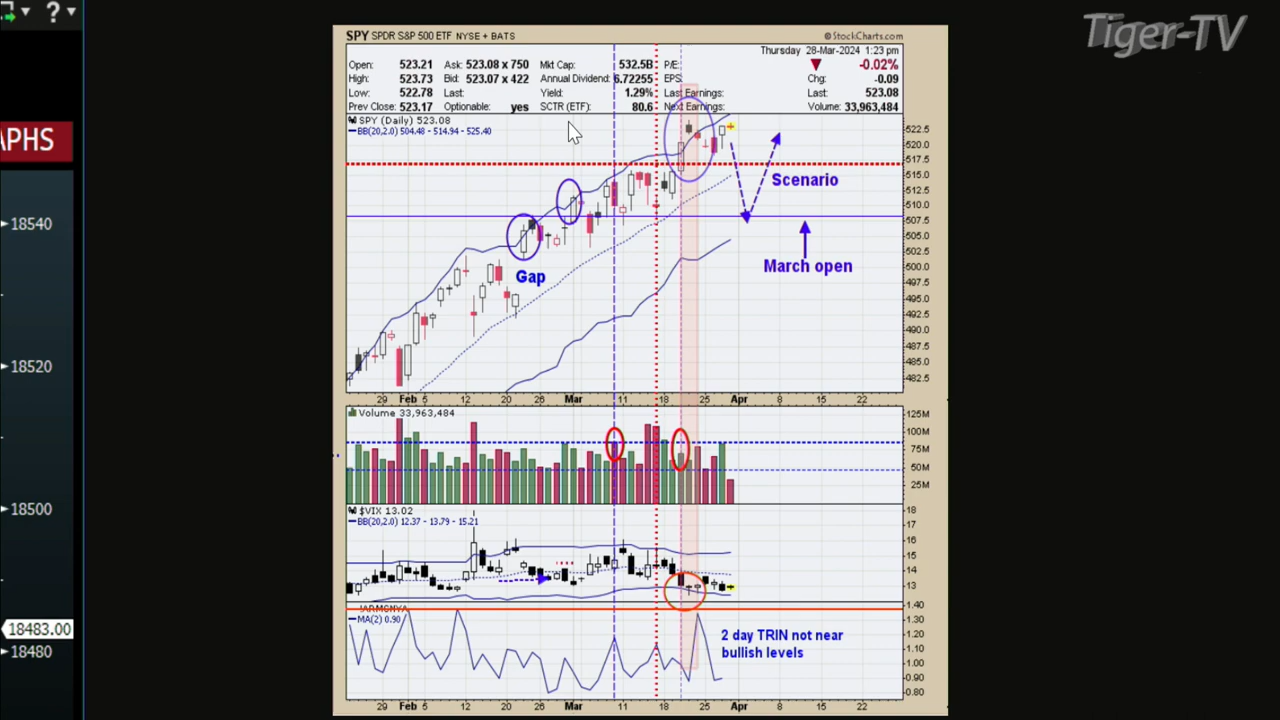 ?
Tiger-TV
APHS
18540
18520
18500
18483.00
18480
SPY SPDR S&P 500 ETF NYSE + BATS
© StockCharts.com
Thursday 28-Mar-2024 1:23 pm
Open: 523.21 Ask: 523.08 x 750 Mkt Cap: 532.5B P/E: -0.02%
High: 523.73 Bid: 523.07 x 422 Annual Dividend: 6.72255 EPS: Chg: -0.09
Low: 522.78 Last: Yield: 1.29% Last Earnings: Last: 523.08
Prev Close: 523.17 Optionable: yes SCTR (ETF): 80.6 Next Earnings: Volume: 33,963,484
SPY (Daily) 523.08
BB(20,2.0) 504.48 - 514.94 - 525.40
522.5
520.0
517.5
515.0
512.5
510.0
507.5
505.0
502.5
500.0
497.5
495.0
492.5
490.0
487.5
485.0
482.5
Scenario
March open
Gap
29 Feb 5 12 20 26 Mar 11 18 25 Apr 8 15 22
Volume 33,963,484
125M
100M
75M
50M
25M
$VIX 13.02
BB(20,2.0) 12.37 - 13.79 - 15.21
18
17
16
15
14
13
!ARMSNYA
MA(2) 0.90
1.40
1.30
1.20
1.10
1.00
0.90
0.80
2 day TRIN not near
bullish levels
29 Feb 5 12 20 26 Mar 11 18 25 Apr 8 15 22